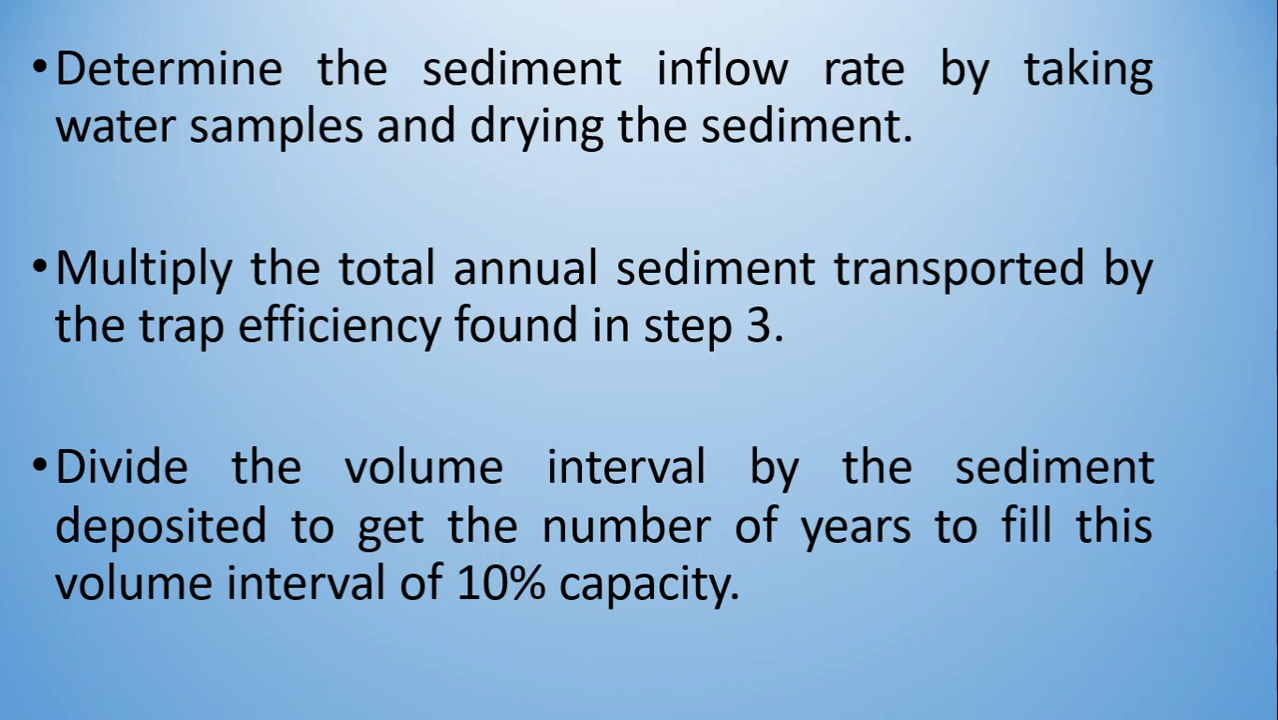 •Determine the sediment inflow rate by taking
water samples and drying the sediment.
•Multiply the total annual sediment transported by
the trap efficiency found in step 3.
•Divide the volume interval by the sediment
deposited to get the number of years to fill this
volume interval of 10% capacity.